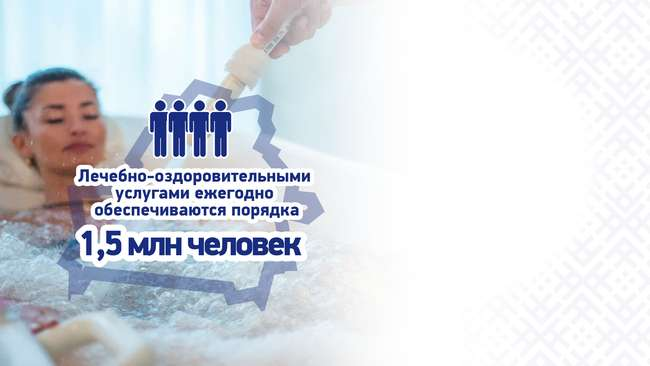 Лечебно-оздоровительными
услугами ежегодно
обеспечиваются порядка
1,5 млн человек